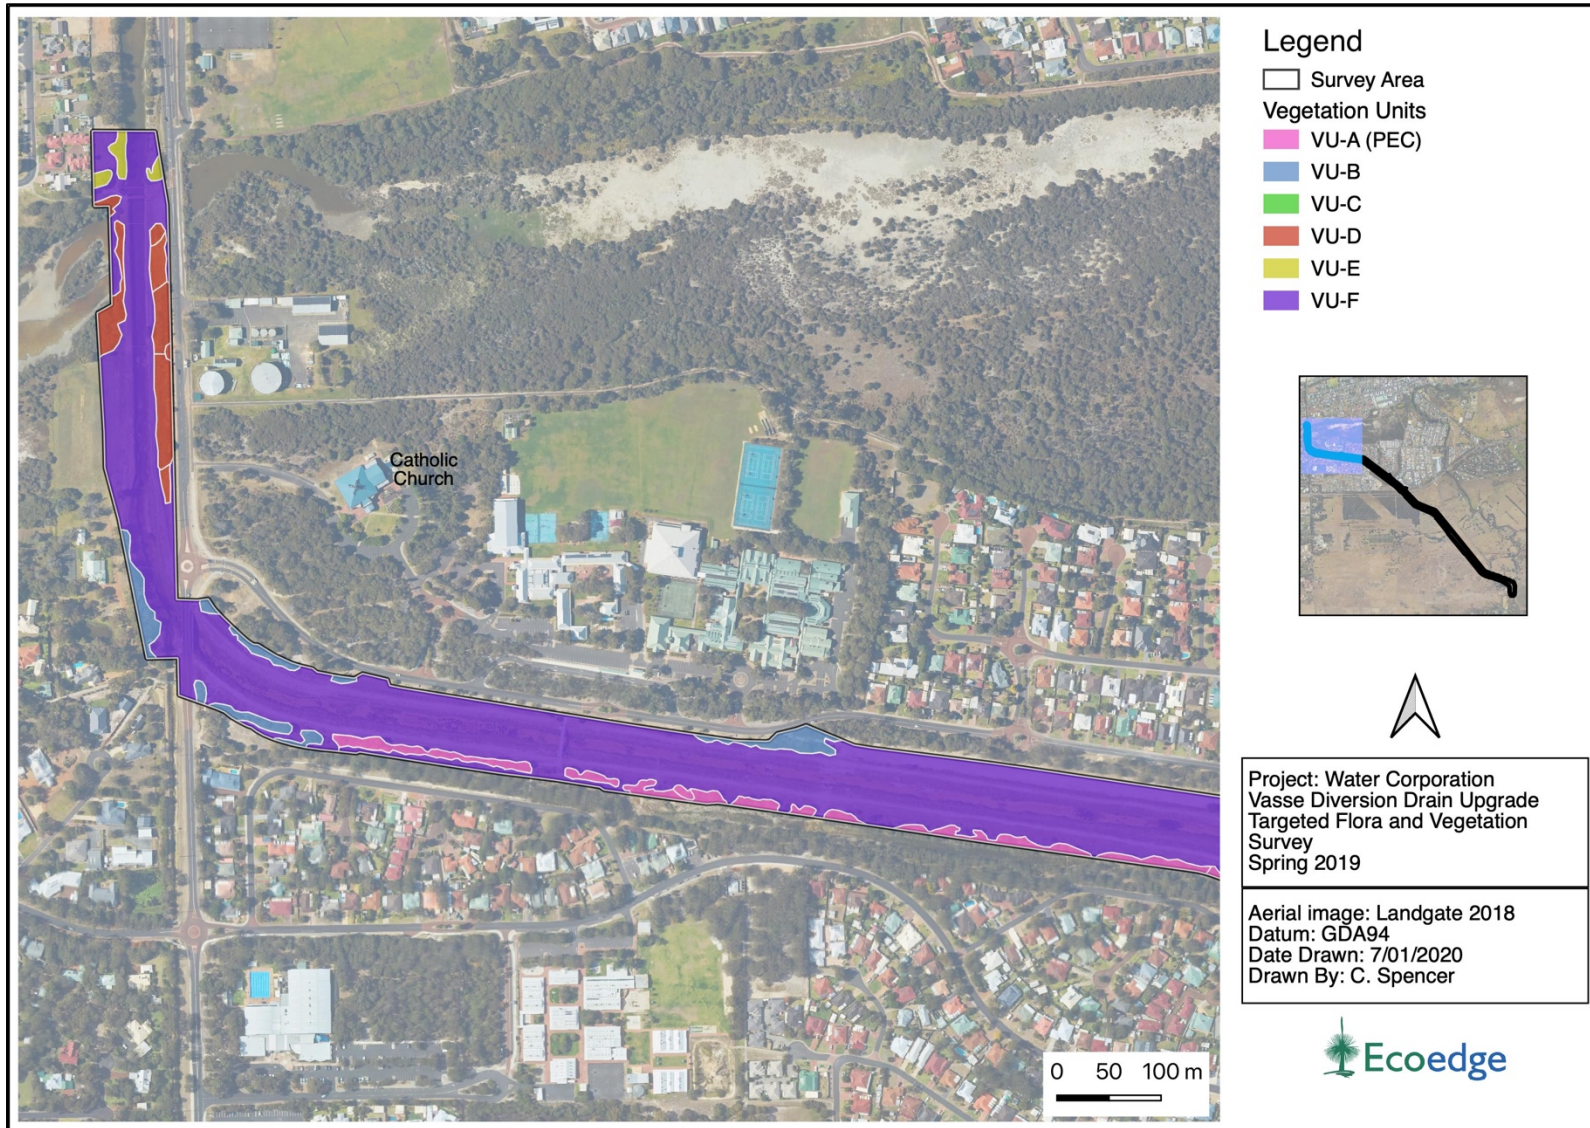 Legend
Survey Area
Vegetation Units
VU-A (PEC)
VU-B
VU-C
VU-D
VU-E
VU-F
Catholic
Church
Project: Water Corporation
Vasse Diversion Drain Upgrade
Targeted Flora and Vegetation
Survey
Spring 2019
Aerial image: Landgate 2018
Datum: GDA94
Date Drawn: 7/01/2020
Drawn By: C. Spencer
0 50 100 m
Ecoedge